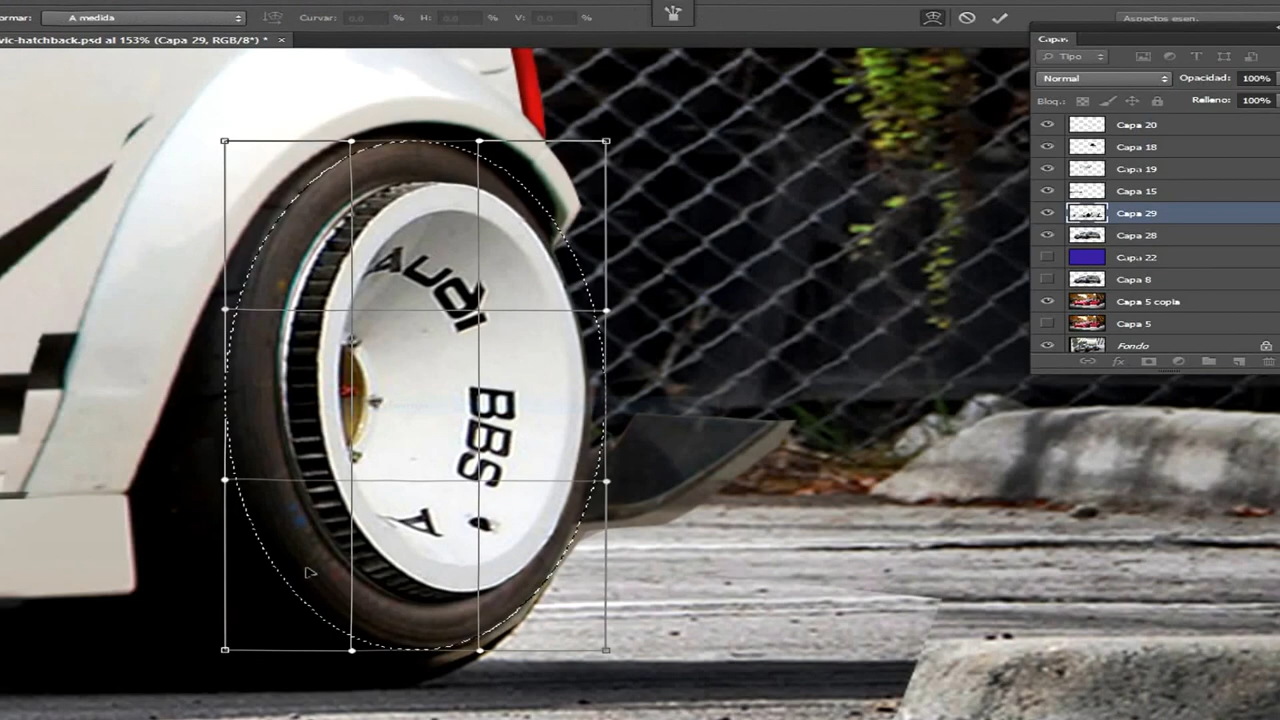 ormar: A medida Curvar: 0.0 % H: 0.0 % V: 0.0 % Aspectos esen.
vic-hatchback.psd al 153% (Capa 29, RGB/8*) * ×
Capas
Tipo
Normal Opacidad: 100%
Bloq.: Relleno: 100%
Capa 20
Capa 18
Capa 19
Capa 15
Capa 29
Capa 28
Capa 22
Capa 8
Capa 5 copia
Capa 5
Fondo
AUDI
BBS
A